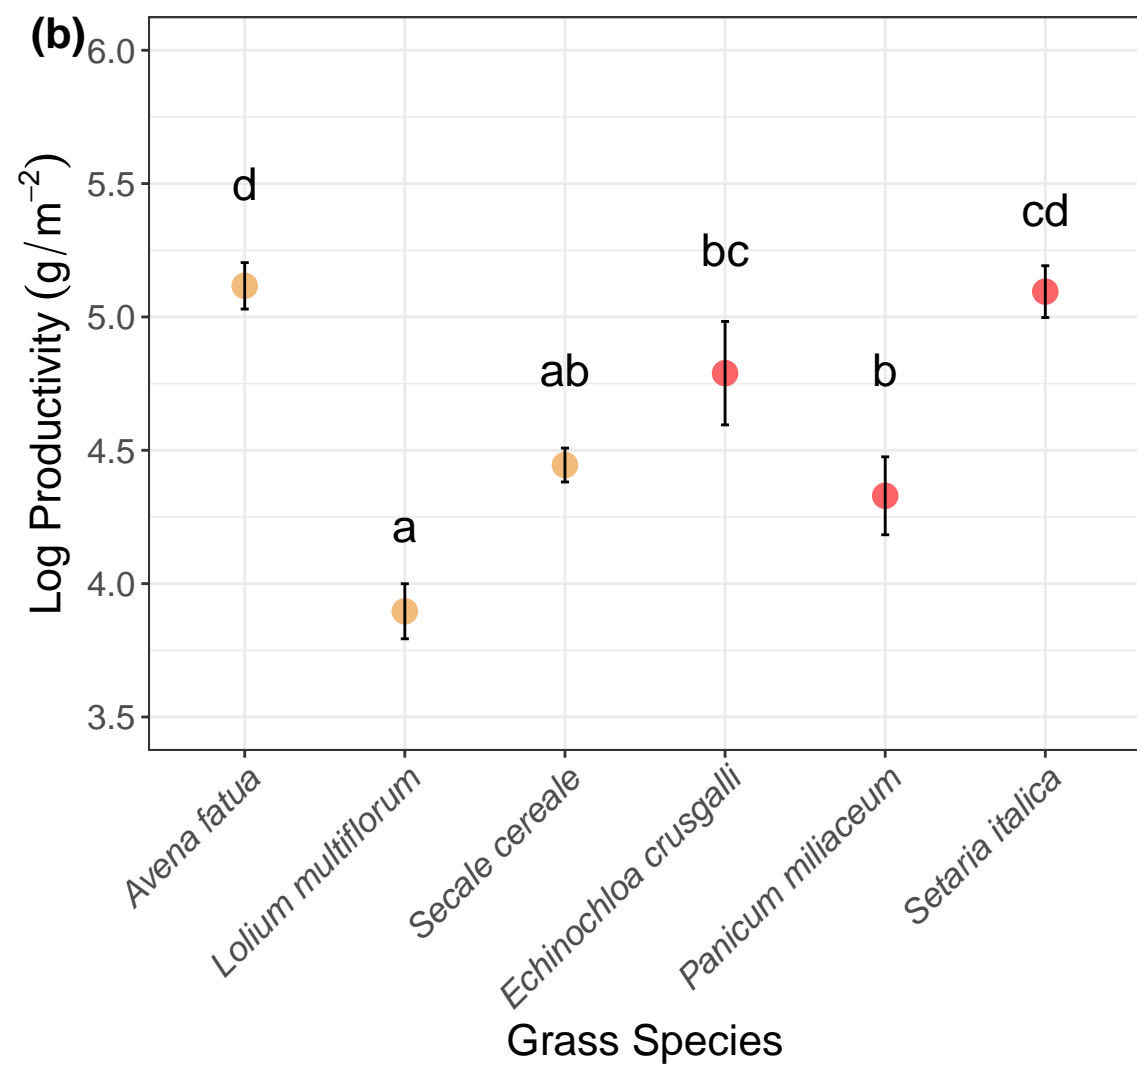 (b)
6.0
5.5
5.0
4.5
4.0
3.5
Log Productivity (g/m⁻²)
d
a
ab
bc
b
cd
Avena fatua
Lolium multiflorum
Secale cereale
Echinochloa crusgalli
Panicum miliaceum
Setaria italica
Grass Species